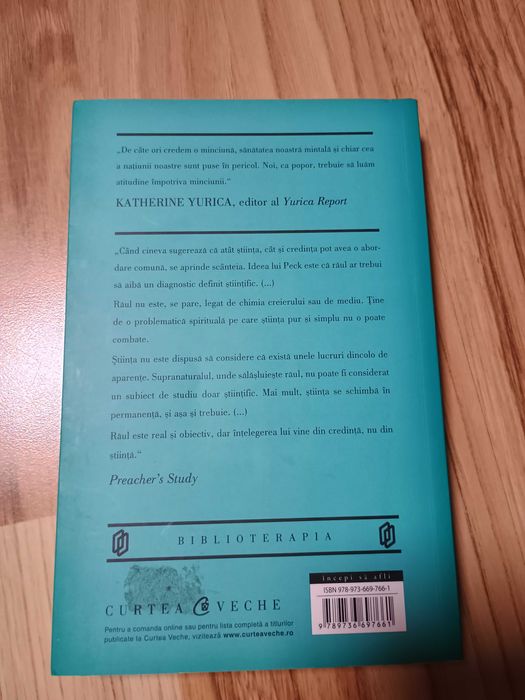 „De câte ori credem o minciună, sănătatea noastră mintală și chiar cea
a națiunii noastre sunt puse în pericol. Noi, ca popor, trebuie să luăm
atitudine împotriva minciunii.“
KATHERINE YURICA, editor al Yurica Report
„Când cineva sugerează că atât știința, cât și credința pot avea o abor-
dare comună, se aprinde scânteia. Ideea lui Peck este că răul ar trebui
să aibă un diagnostic definit științific. (...)
Răul nu este, se pare, legat de chimia creierului sau de mediu. Ține
de o problematică spirituală pe care știința pur și simplu nu o poate
combate.
Știința nu este dispusă să considere că există unele lucruri dincolo de
aparențe. Supranaturalul, unde sălășluiește răul, nu poate fi considerat
un subiect de studiu doar științific. Mai mult, știința se schimbă în
permanență, și așa și trebuie. (...)
Răul este real și obiectiv, dar înțelegerea lui vine din credință, nu din
știință.“
Preacher's Study
BIBLIOTERAPIA
începi să afli
ISBN 978-973-669-766-1
CURTEA VECHE
Pentru a comanda online sau pentru lista completă a titlurilor
publicate la Curtea Veche, vizitează www.curteaveche.ro
9 789736 697661